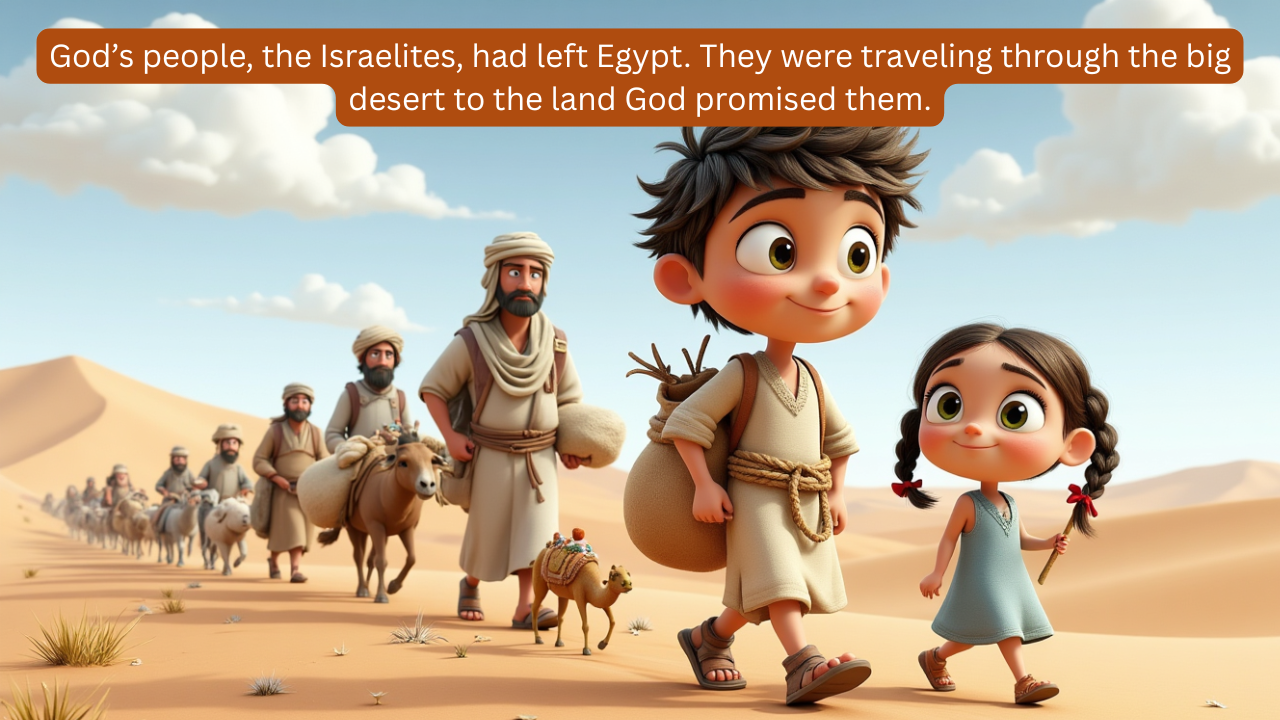 God’s people, the Israelites, had left Egypt. They were traveling through the big
desert to the land God promised them.